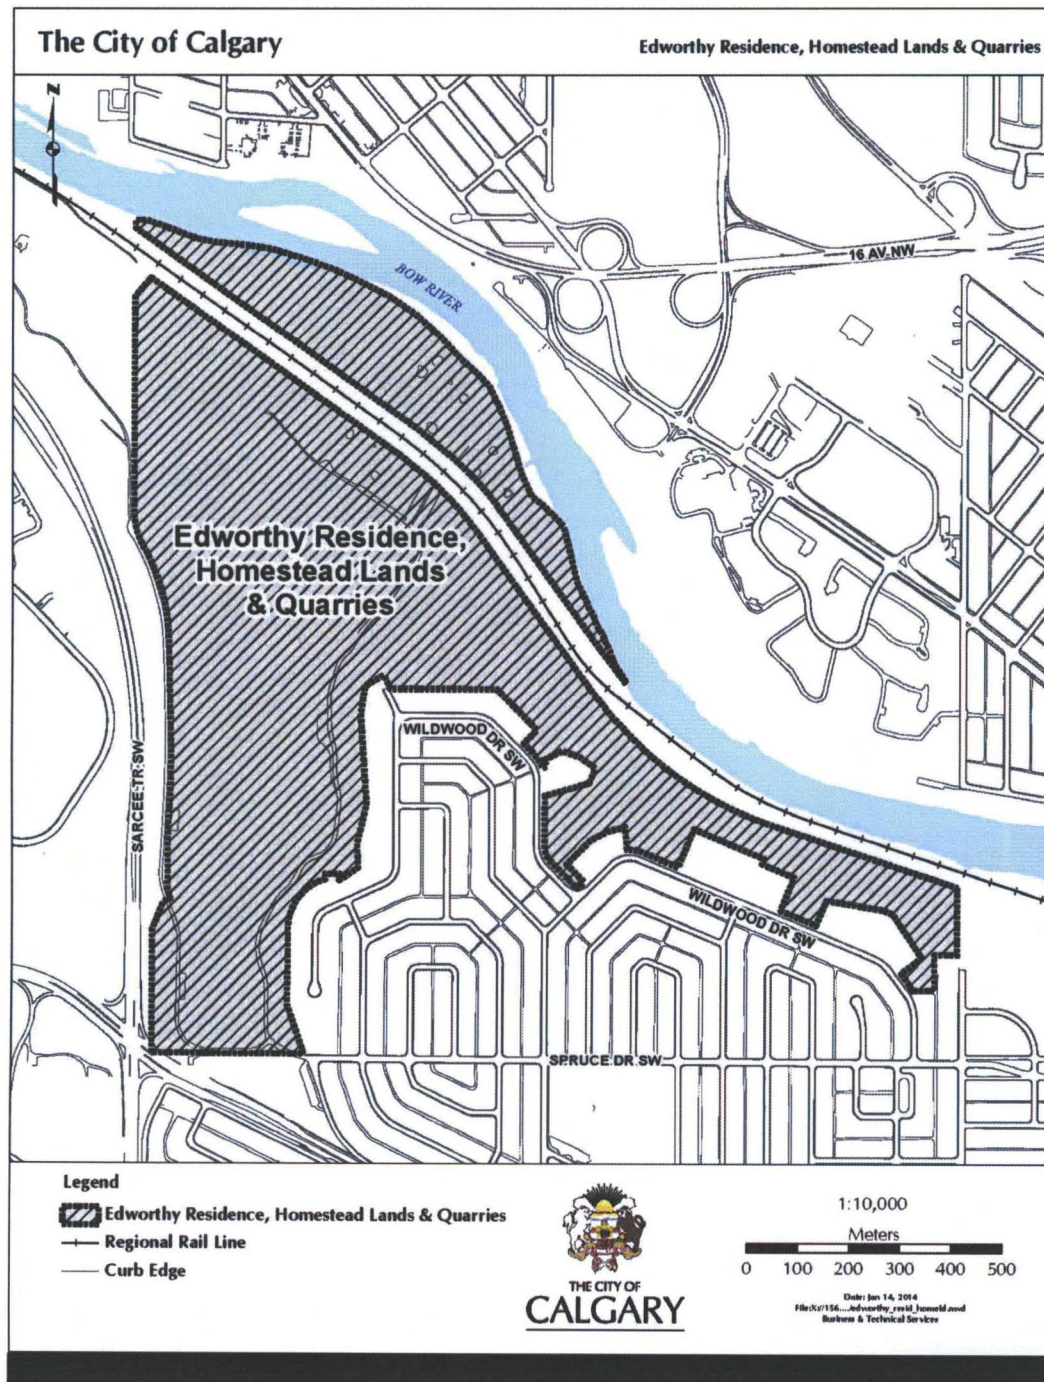 The City of Calgary
Edworthy Residence, Homestead Lands & Quarries
N
16 AV NW
BOW RIVER
Edworthy Residence,
Homestead Lands
& Quarries
WILDWOOD DR SW
SARCEE TR SW
WILDWOOD DR SW
SPRUCE DR SW
Legend
Edworthy Residence, Homestead Lands & Quarries
Regional Rail Line
Curb Edge
THE CITY OF
CALGARY
1:10,000
Meters
0 100 200 300 400 500
Date: Jan 14, 2014
Business & Technical Services